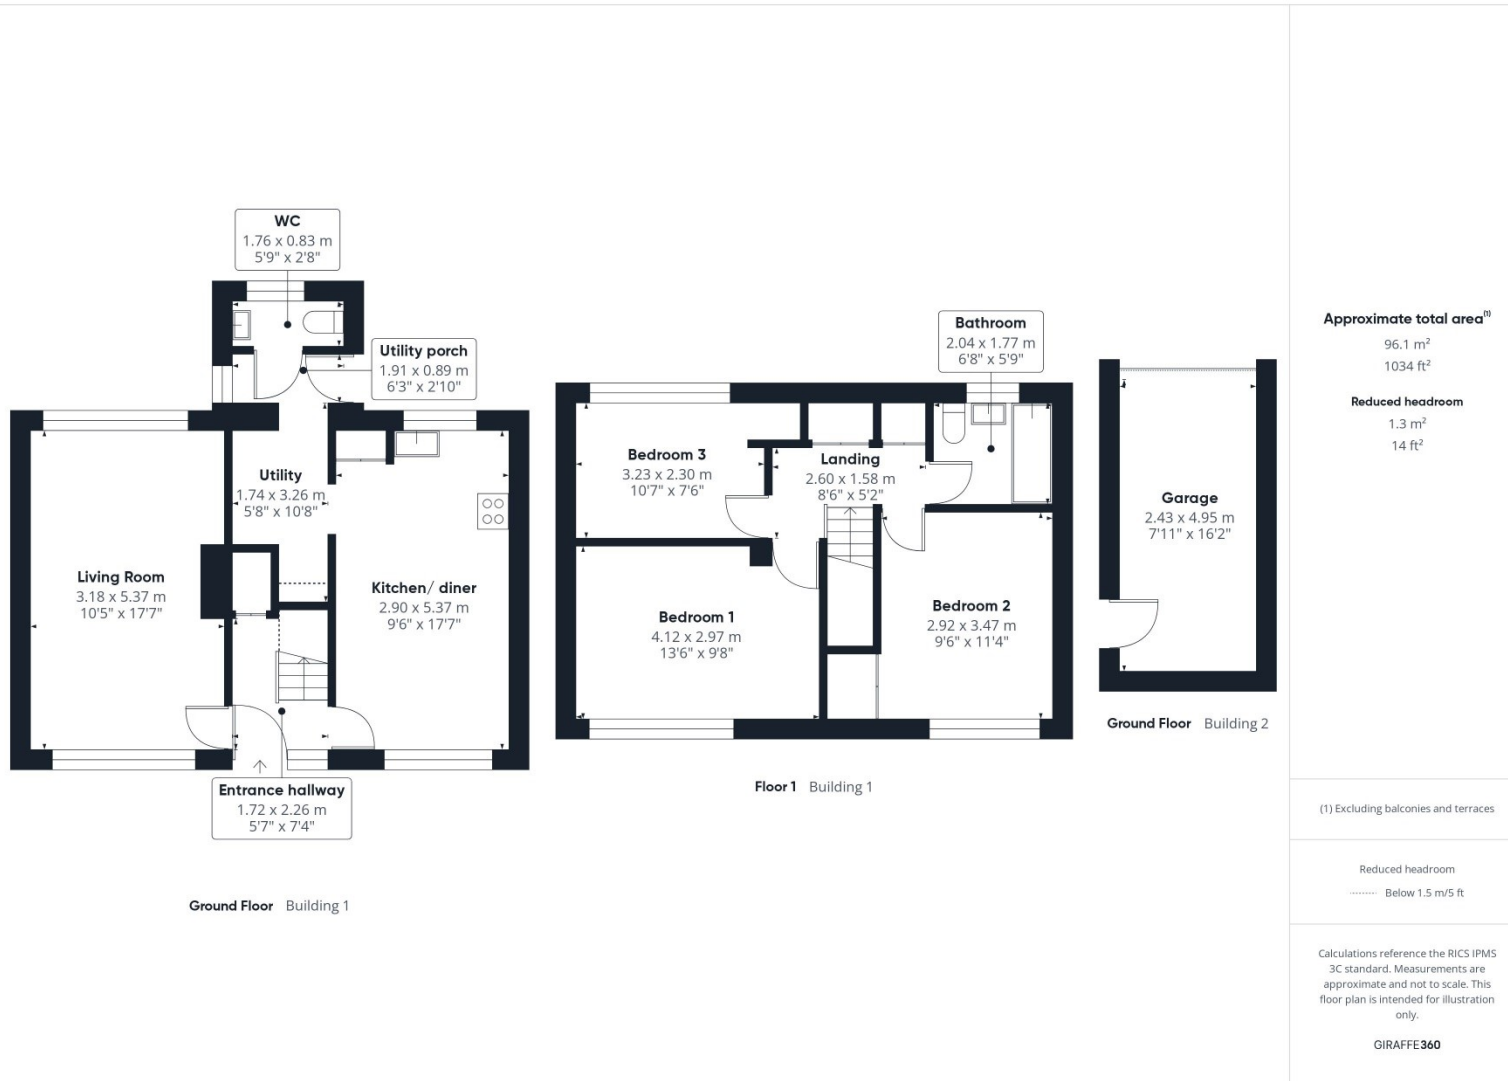 WC
1.76 x 0.83 m
5'9" x 2'8"
Utility porch
1.91 x 0.89 m
6'3" x 2'10"
Utility
1.74 x 3.26 m
5'8" x 10'8"
Living Room
3.18 x 5.37 m
10'5" x 17'7"
Kitchen/ diner
2.90 x 5.37 m
9'6" x 17'7"
Entrance hallway
1.72 x 2.26 m
5'7" x 7'4"
Ground Floor Building 1
Bathroom
2.04 x 1.77 m
6'8" x 5'9"
Bedroom 3
3.23 x 2.30 m
10'7" x 7'6"
Landing
2.60 x 1.58 m
8'6" x 5'2"
Bedroom 1
4.12 x 2.97 m
13'6" x 9'8"
Bedroom 2
2.92 x 3.47 m
9'6" x 11'4"
Floor 1 Building 1
Garage
2.43 x 4.95 m
7'11" x 16'2"
Ground Floor Building 2
Approximate total area(1)
96.1 m²
1034 ft²
Reduced headroom
1.3 m²
14 ft²
(1) Excluding balconies and terraces
Reduced headroom
Below 1.5 m/5 ft
Calculations reference the RICS IPMS
3C standard. Measurements are
approximate and not to scale. This
floor plan is intended for illustration
only.
GIRAFFE360